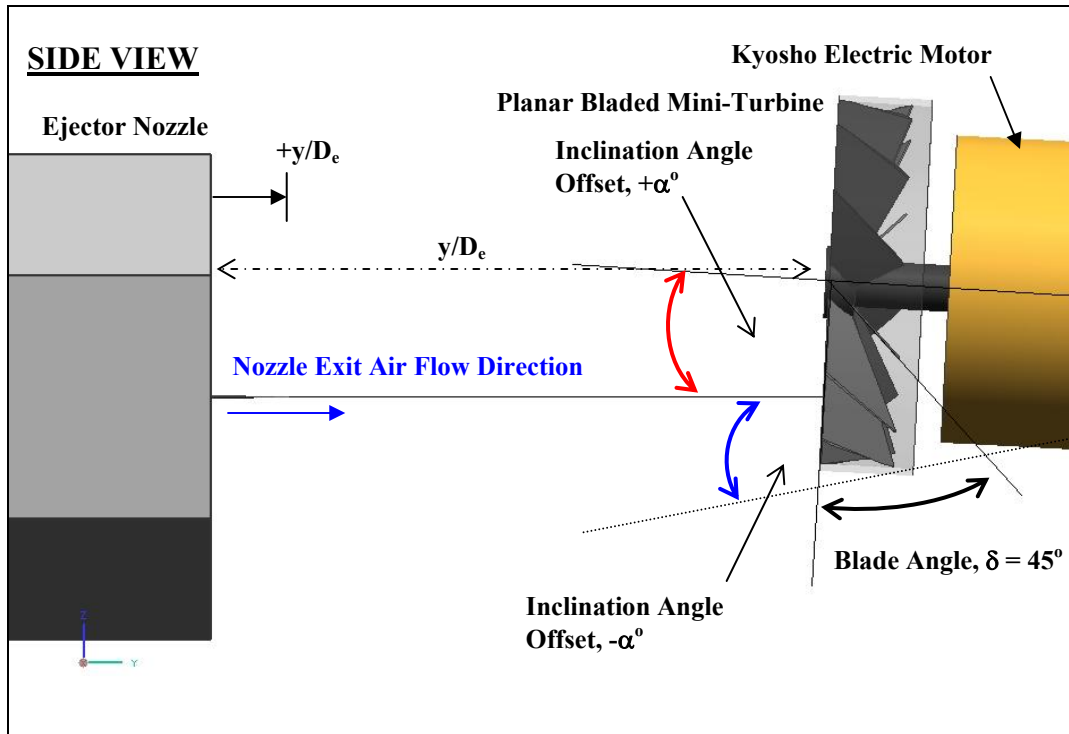 SIDE VIEW
Kyosho Electric Motor
Planar Bladed Mini-Turbine
Ejector Nozzle
+y/De
Inclination Angle
Offset, +αº
y/De
Nozzle Exit Air Flow Direction
Blade Angle, δ = 45º
Inclination Angle
Offset, -αº
Z
Y